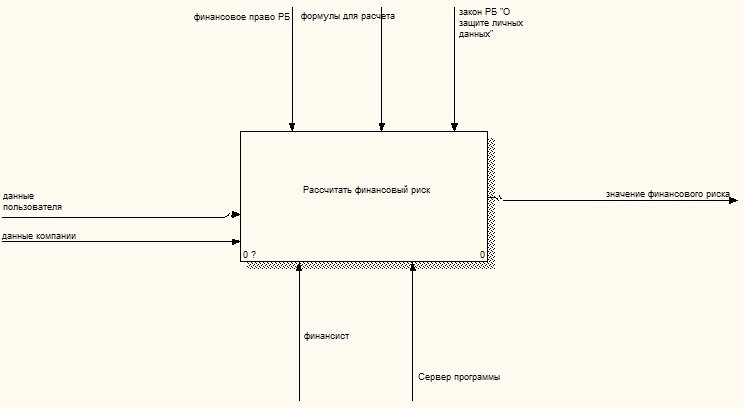 финансовое право РБ
формулы для расчета
закон РБ "О
защите личных
данных"
Рассчитать финансовый риск
данные
пользователя
значение финансового риска
данные компании
0 ?
0
финансист
Сервер программы